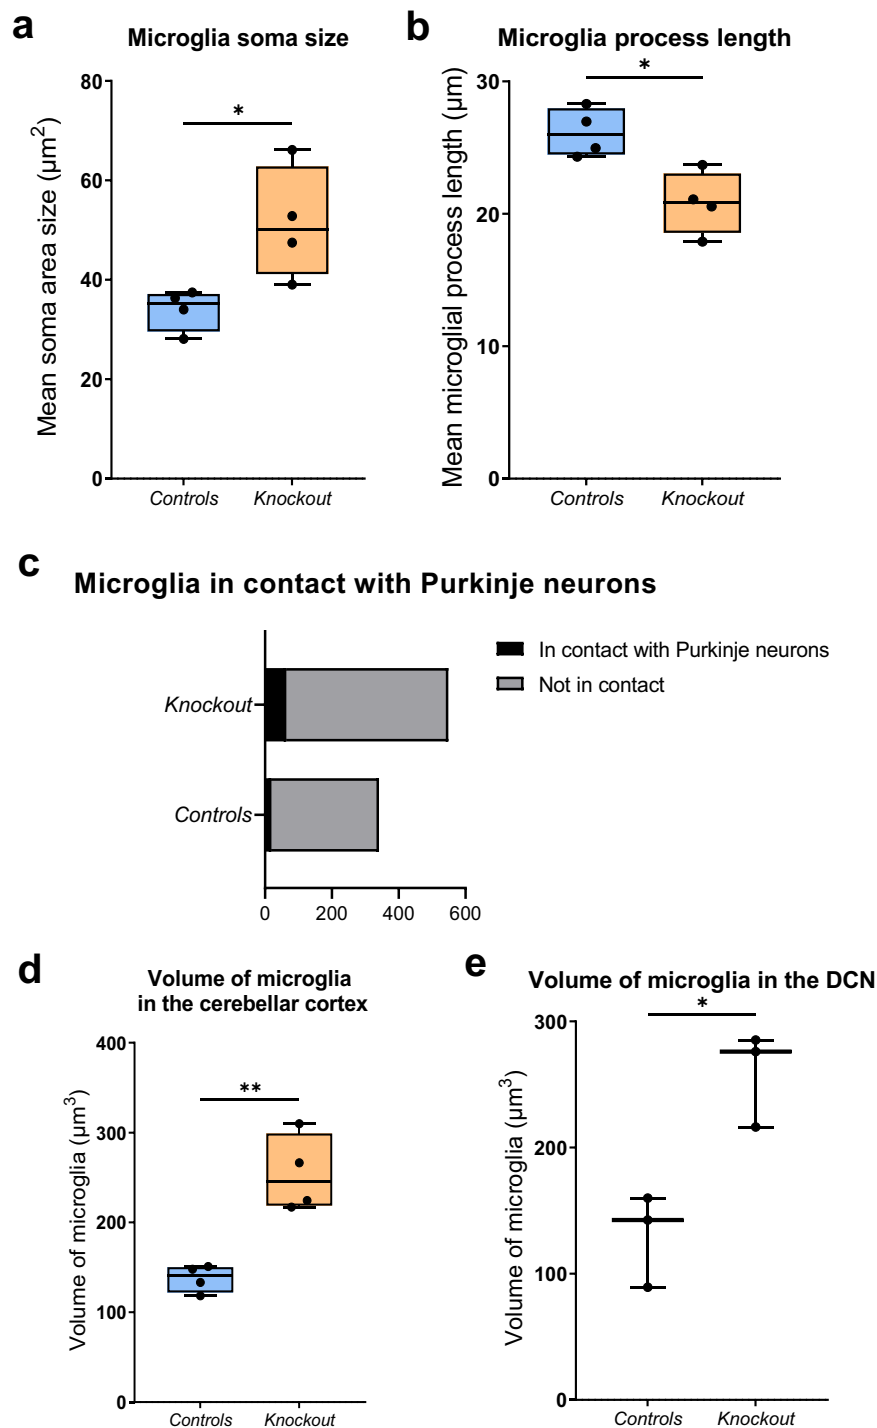 a
Microglia soma size
Mean soma area size (μm²)
80
60
40
20
0
*
Controls
Knockout
b
Microglia process length
Mean microglial process length (μm)
30
20
10
0
*
Controls
Knockout
c
Microglia in contact with Purkinje neurons
In contact with Purkinje neurons
Not in contact
Knockout
Controls
0
200
400
600
d
Volume of microglia
in the cerebellar cortex
Volume of microglia (μm³)
400
300
200
100
0
**
Controls
Knockout
e
Volume of microglia in the DCN
Volume of microglia (μm³)
300
200
100
0
*
Controls
Knockout